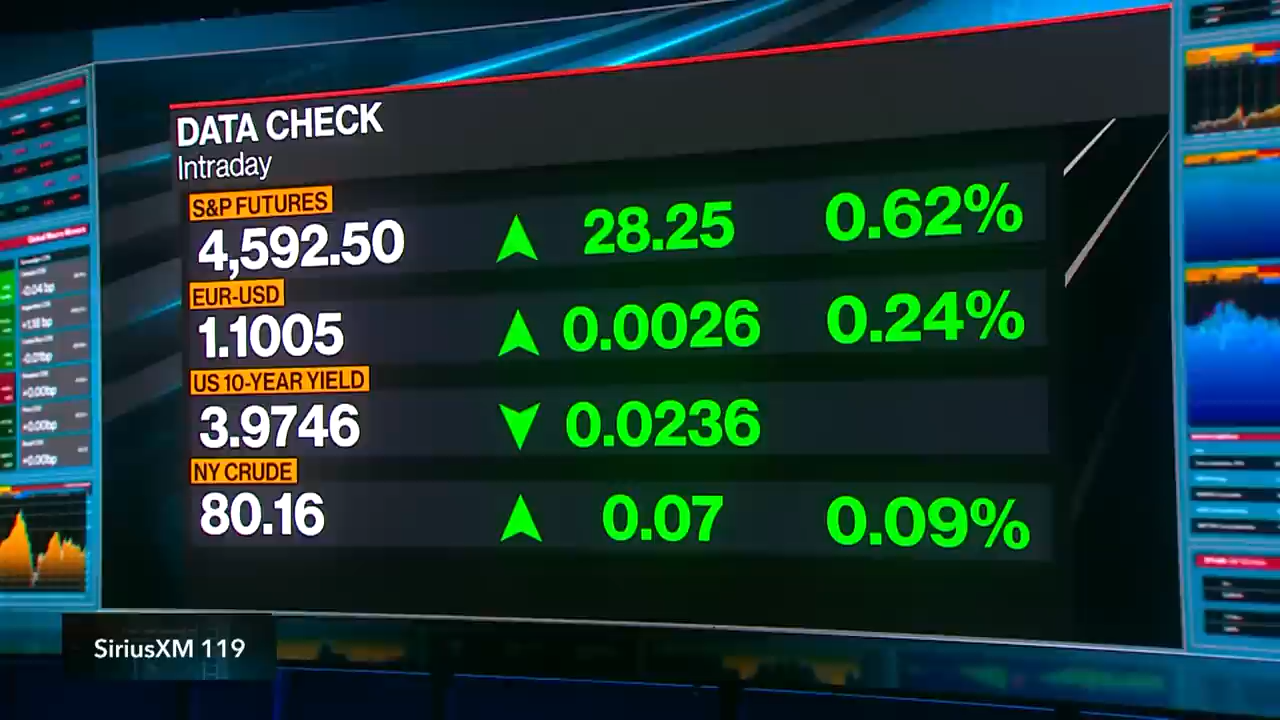 DATA CHECK
Intraday
S&P FUTURES
4,592.50 ▲ 28.25 0.62%
EUR-USD
1.1005 ▲ 0.0026 0.24%
US 10-YEAR YIELD
3.9746 ▼ 0.0236
NY CRUDE
80.16 ▲ 0.07 0.09%
SiriusXM 119